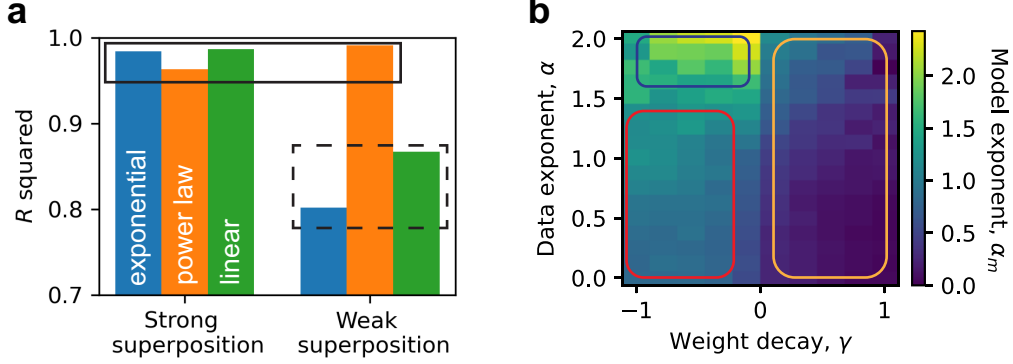 a
R squared
1.0
0.9
0.8
0.7
exponential
power law
linear
Strong
superposition
Weak
superposition
b
Data exponent, α
2.0
1.5
1.0
0.5
0.0
−1
0
1
Weight decay, γ
2.0
1.5
1.0
0.5
0.0
Model exponent, αₘ